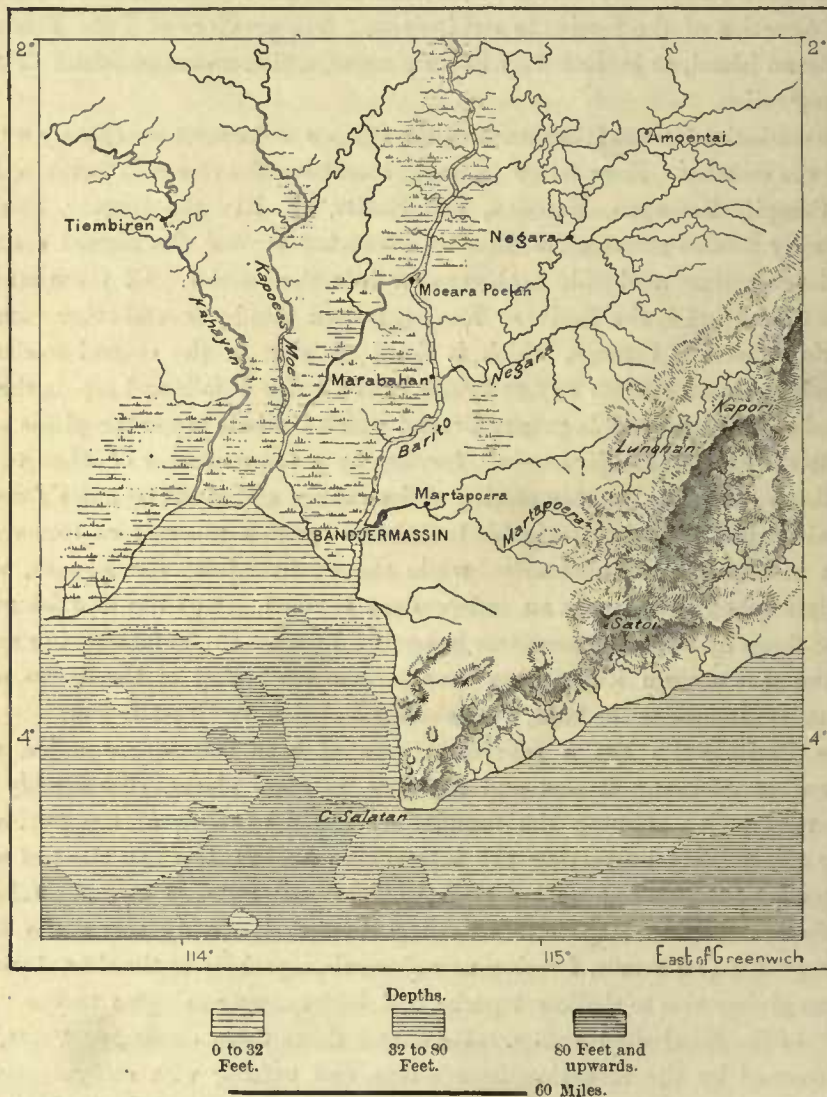 2°
2°
Amoentai
Tiembiren
Negara
Kahayan
Kapoeas
Moe
Moeara Poelan
Marabahan
Negara
Kapori
Lunghan
Barito
Martapoera
Martapoera
BANDJERMASSIN
Satoi
4°
4°
C. Salatan
114°
115°
East of Greenwich
Depths.
0 to 32
Feet.
32 to 80
Feet.
80 Feet and
upwards.
60 Miles.